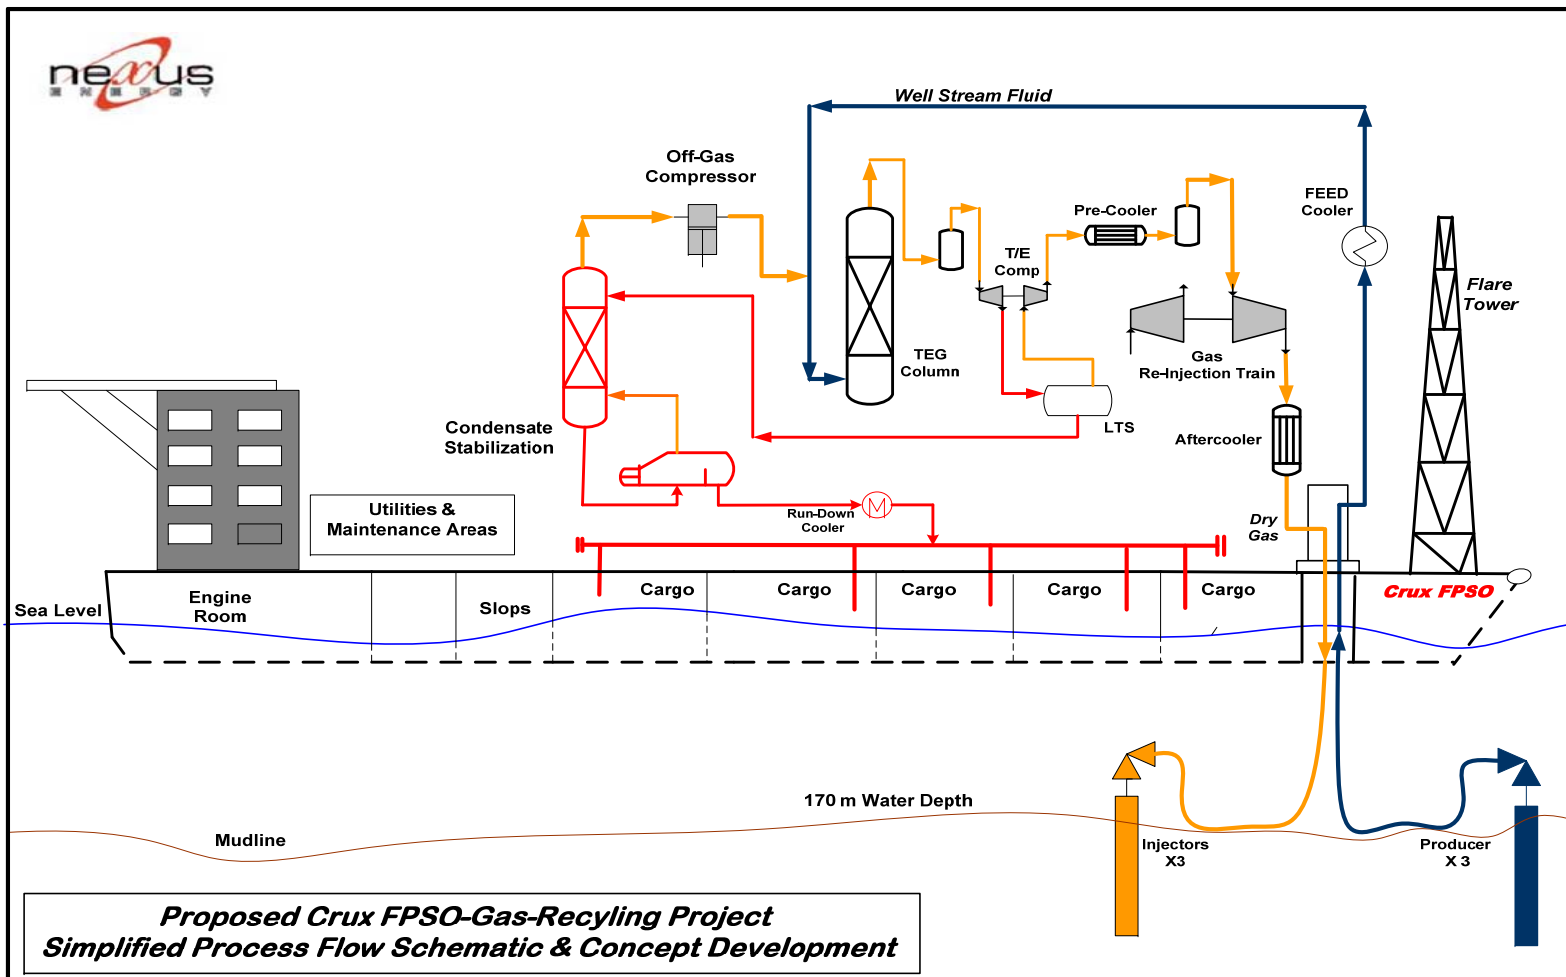 nexus
ENERGY
Well Stream Fluid
Off-Gas
Compressor
FEED
Cooler
Pre-Cooler
T/E
Comp
Flare
Tower
TEG
Column
Gas
Re-Injection Train
LTS
Aftercooler
Condensate
Stabilization
Utilities &
Maintenance Areas
Run-Down
Cooler
M
Dry
Gas
Sea Level
Engine
Room
Slops
Cargo
Cargo
Cargo
Cargo
Cargo
Crux FPSO
170 m Water Depth
Mudline
Injectors
X3
Producer
X 3
Proposed Crux FPSO-Gas-Recyling Project
Simplified Process Flow Schematic & Concept Development